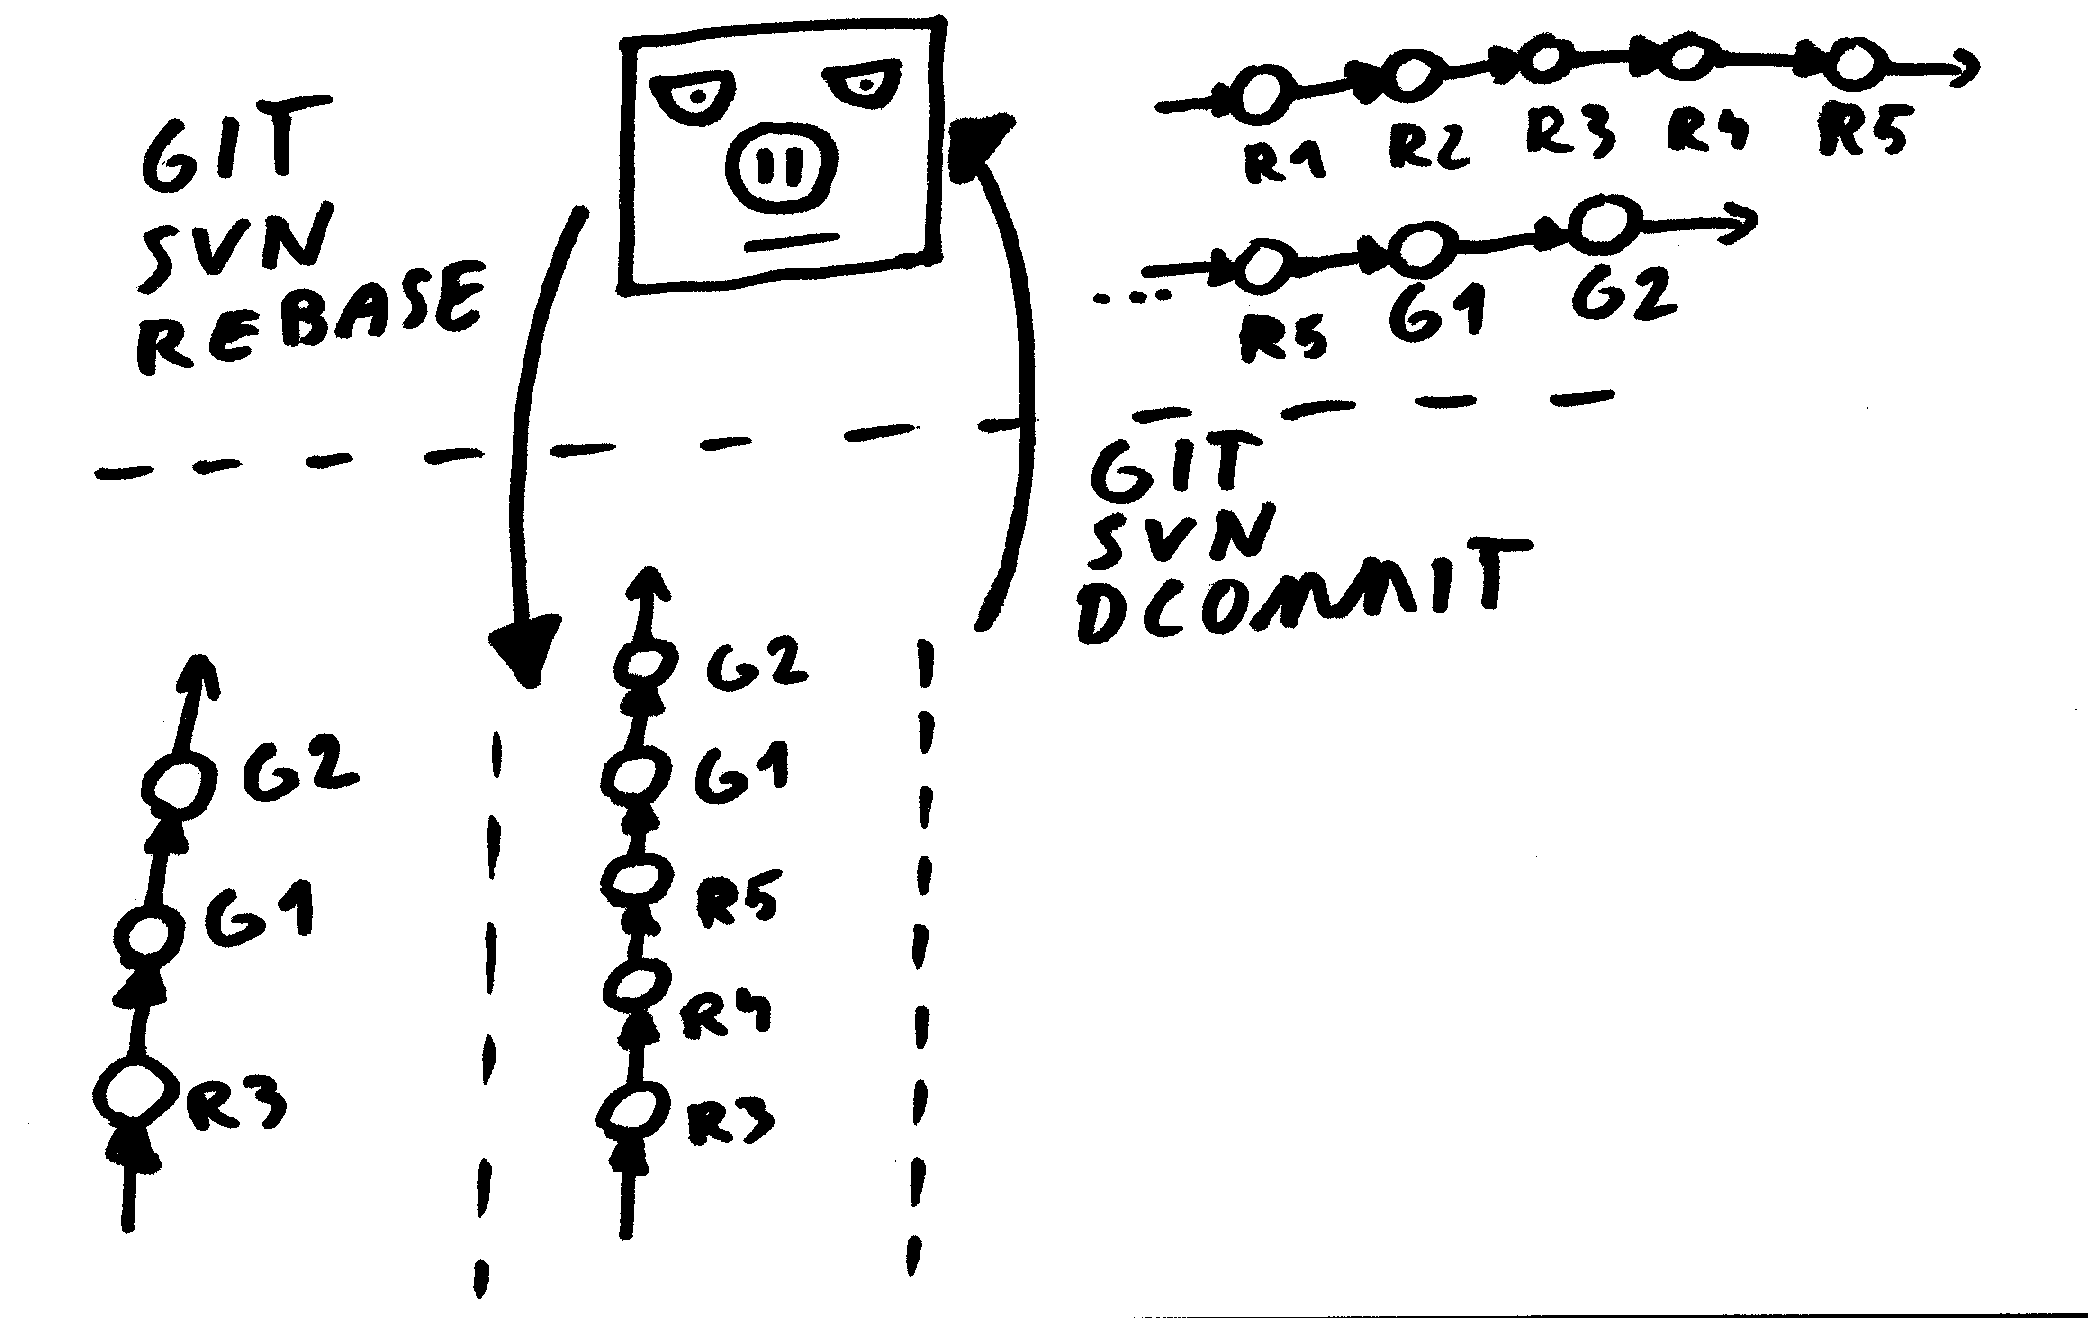 GIT
SVN
REBASE
R1 R2 R3 R4 R5
...
R5 G1 G2
GIT
SVN
DCOMMIT
G2
G1
R3
G2
G1
R5
R4
R3